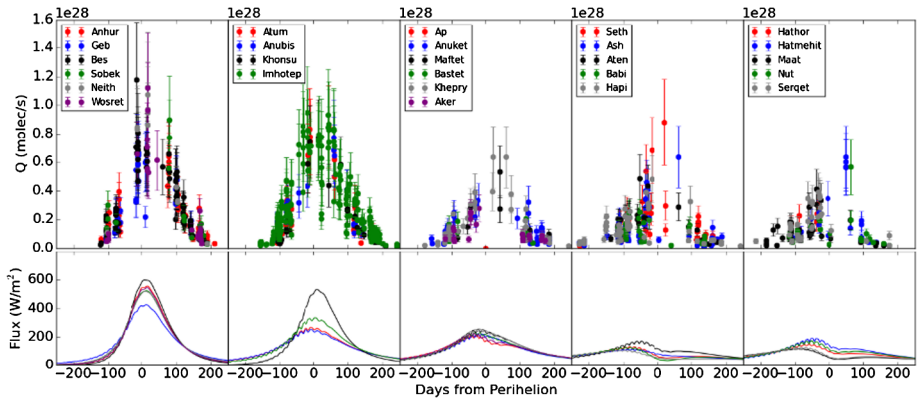 1e28 1e28 1e28 1e28 1e28
1.6
1.4
1.2
1.0
0.8
0.6
0.4
0.2
0.0
Q (molec/s)
Anhur
Geb
Bes
Sobek
Neith
Wosret
Atum
Anubis
Khonsu
Imhotep
Ap
Anuket
Maftet
Bastet
Khepry
Aker
Seth
Ash
Aten
Babi
Hapi
Hathor
Hatmehit
Maat
Nut
Serqet
600
400
200
0
Flux (W/m²)
−200−100 0 100 200 −200−100 0 100 200 −200−100 0 100 200 −200−100 0 100 200 −200−100 0 100 200
Days from Perihelion